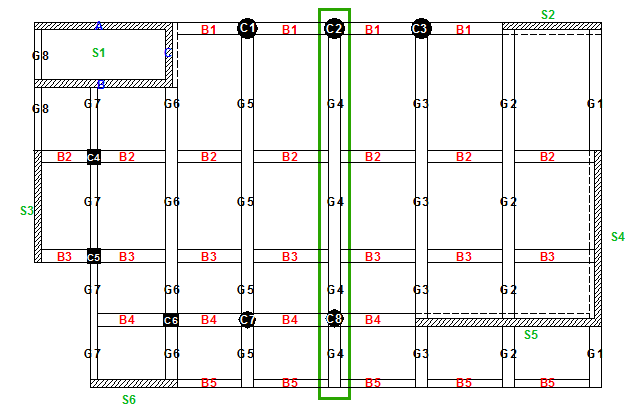 S2
A
B1 C1 B1 C2 B1 C3 B1
G8 S1 C
B
G8 G7 G6 G5 G4 G3 G2 G1
B2 C4 B2 B2 B2 B2 B2 B2
S3 G7 G6 G5 G4 G3 G2
S4
B3 C5 B3 B3 B3 B3 B3 B3
G7 G6 G5 G4 G3 G2
B4 C6 B4 C7 B4 C8 B4
S5
G7 G6 G5 G4 G3 G2 G1
B5 B5 B5 B5 B5
S6